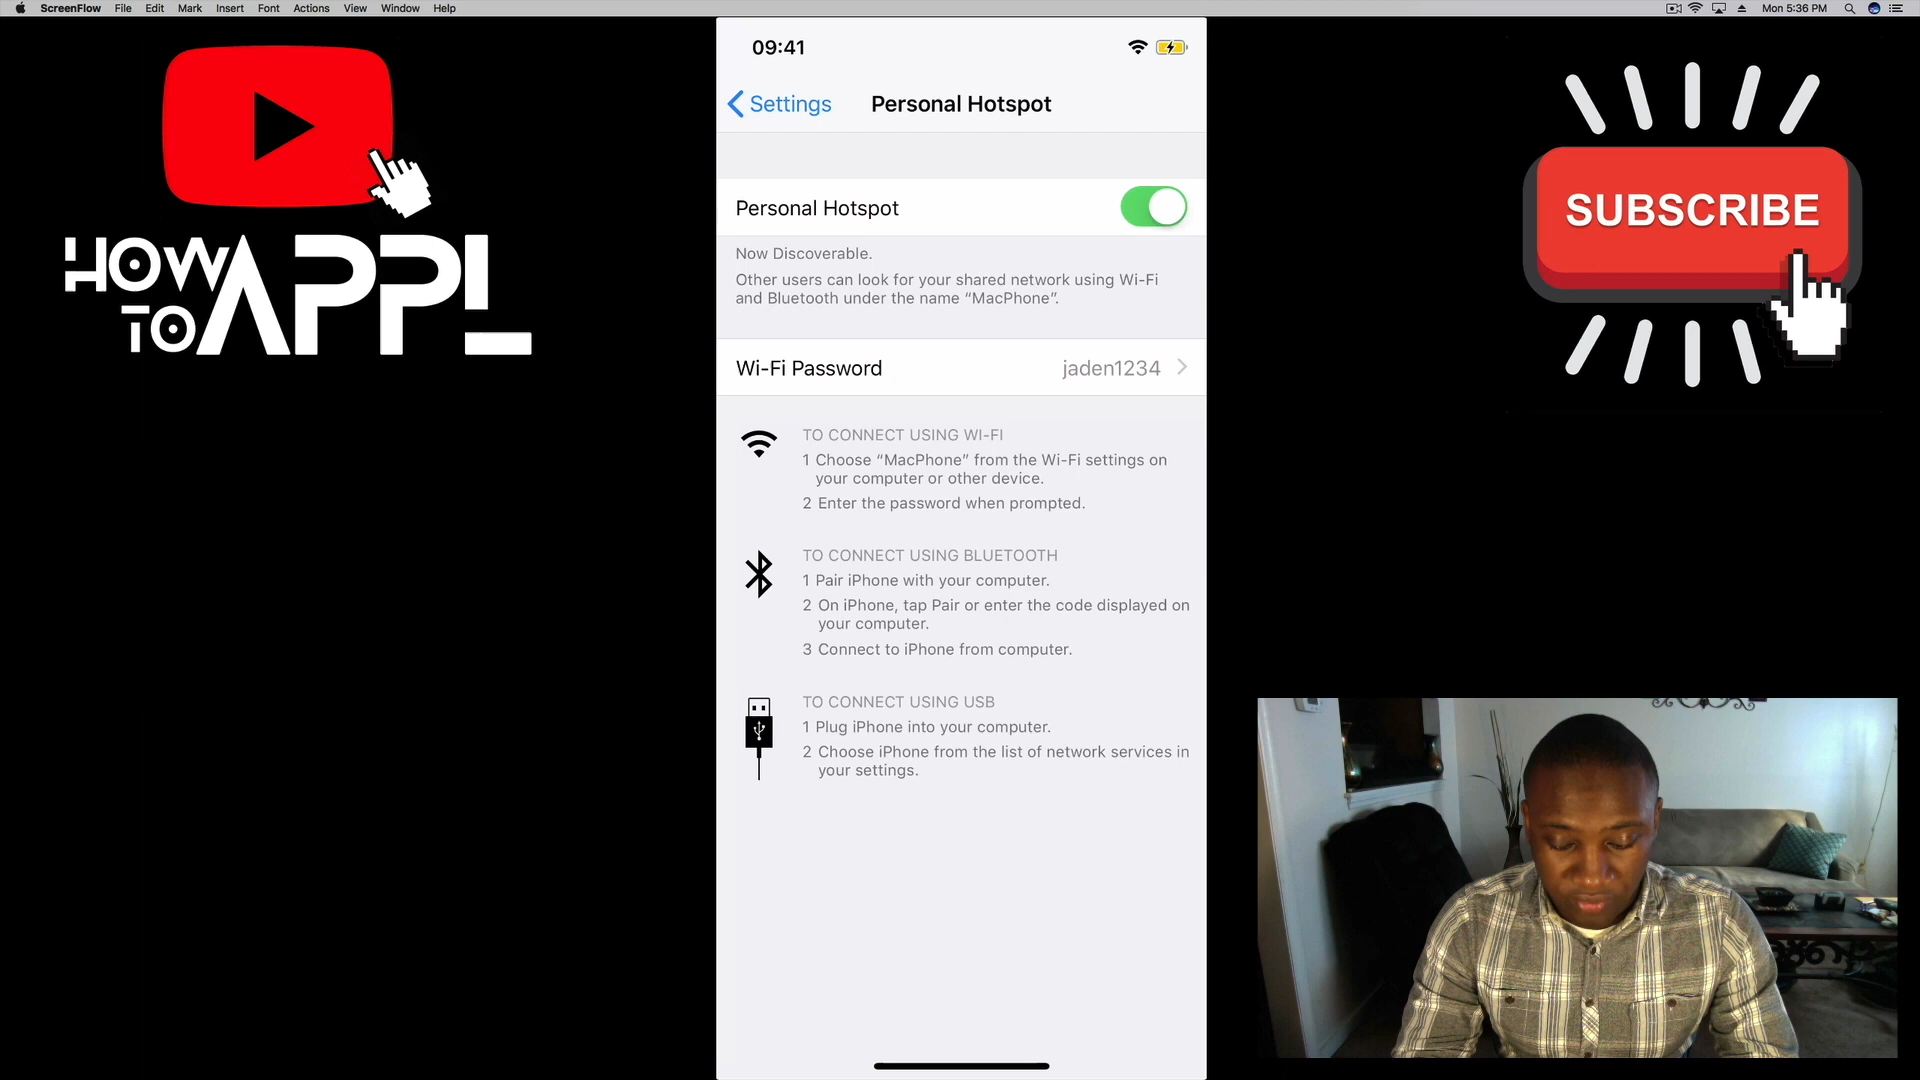 ScreenFlow File Edit Mark Insert Font Actions View Window Help
Mon 5:36 PM
HOW TO APPL
SUBSCRIBE
09:41
Settings
Personal Hotspot
Personal Hotspot
Now Discoverable.
Other users can look for your shared network using Wi-Fi
and Bluetooth under the name “MacPhone”.
Wi-Fi Password jaden1234
TO CONNECT USING WI-FI
1 Choose “MacPhone” from the Wi-Fi settings on
your computer or other device.
2 Enter the password when prompted.
TO CONNECT USING BLUETOOTH
1 Pair iPhone with your computer.
2 On iPhone, tap Pair or enter the code displayed on
your computer.
3 Connect to iPhone from computer.
TO CONNECT USING USB
1 Plug iPhone into your computer.
2 Choose iPhone from the list of network services in
your settings.